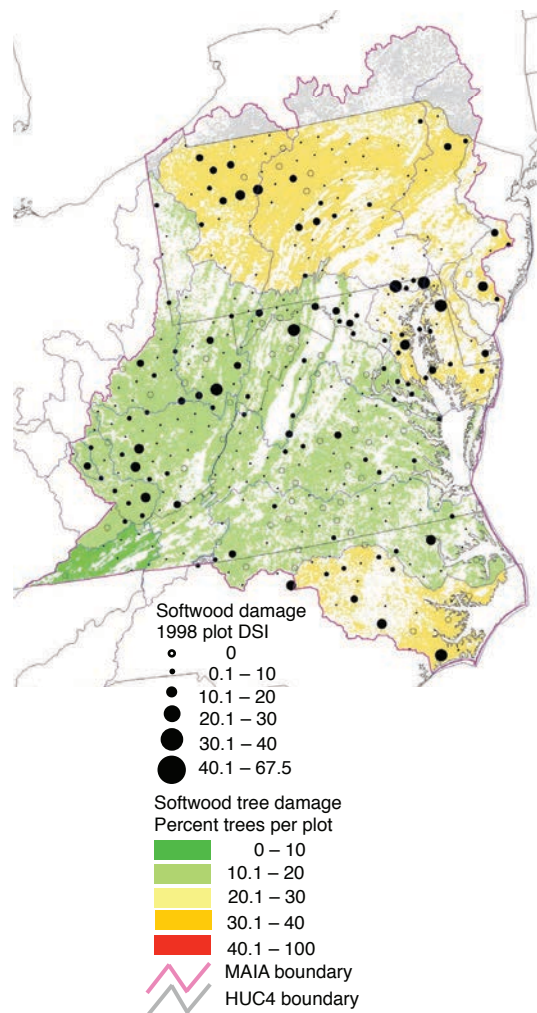 Softwood damage
1998 plot DSI
0
0.1 – 10
10.1 – 20
20.1 – 30
30.1 – 40
40.1 – 67.5
Softwood tree damage
Percent trees per plot
0 – 10
10.1 – 20
20.1 – 30
30.1 – 40
40.1 – 100
MAIA boundary
HUC4 boundary